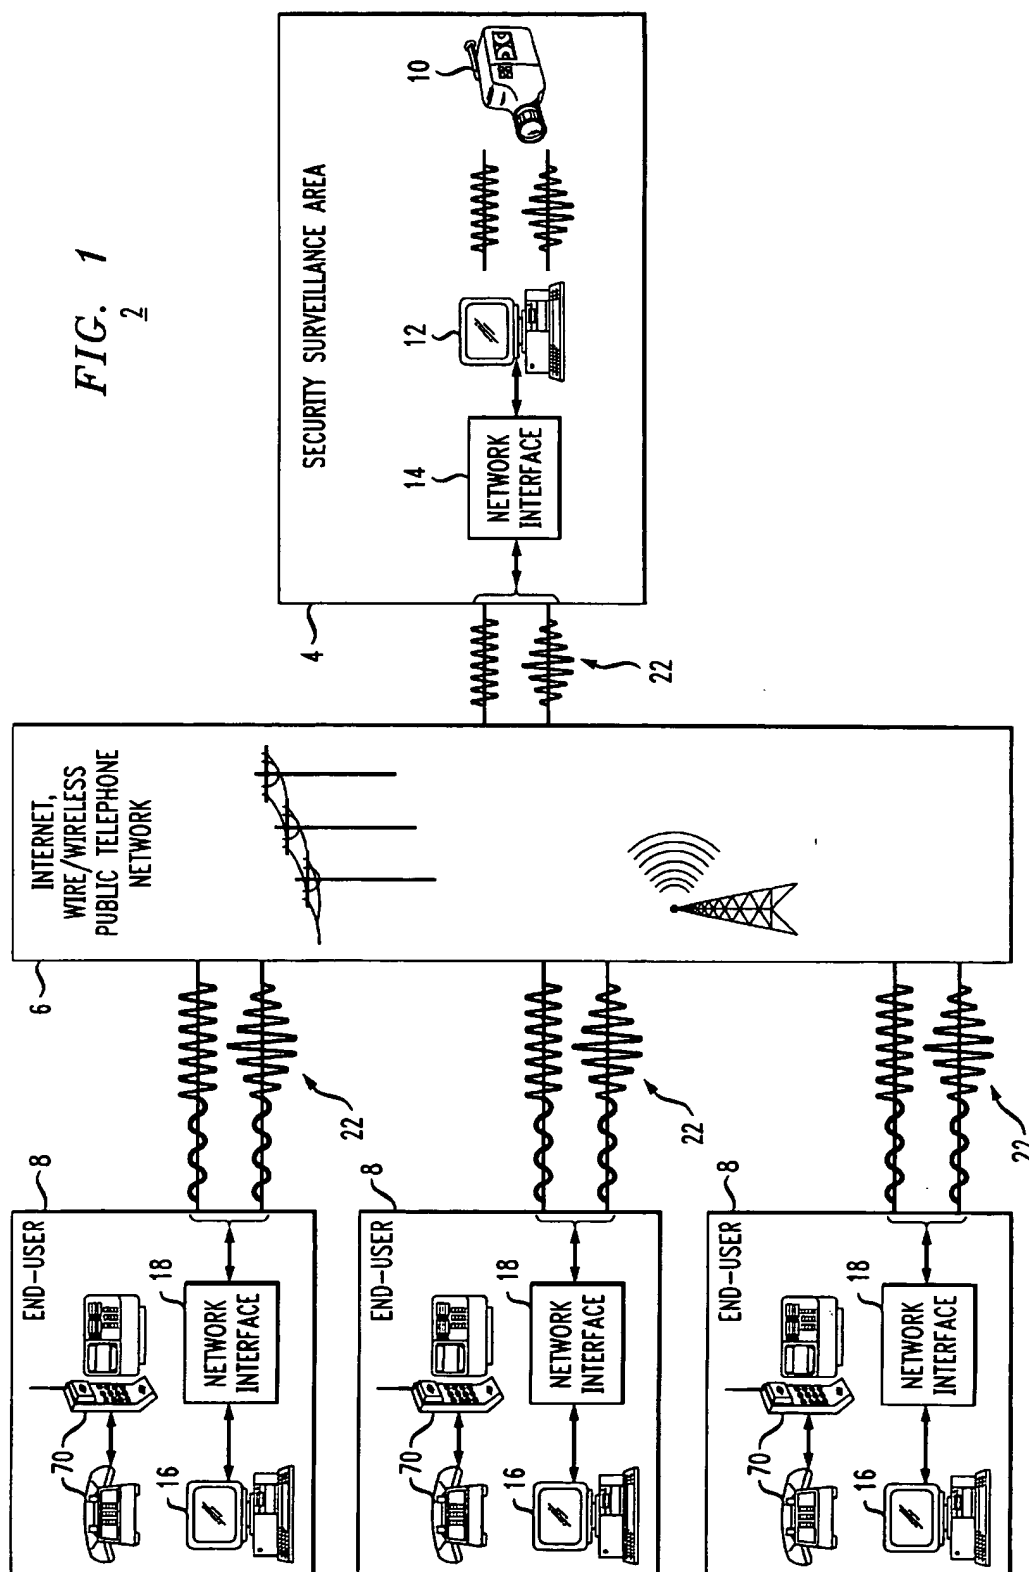 FIG. 1
2
SECURITY SURVEILLANCE AREA
10
12
14
NETWORK
INTERFACE
4
22
INTERNET,
WIRE/WIRELESS
PUBLIC TELEPHONE
NETWORK
6
22
22
22
END-USER
8
18
NETWORK
INTERFACE
70
16
END-USER
8
18
NETWORK
INTERFACE
70
16
END-USER
8
18
NETWORK
INTERFACE
70
16